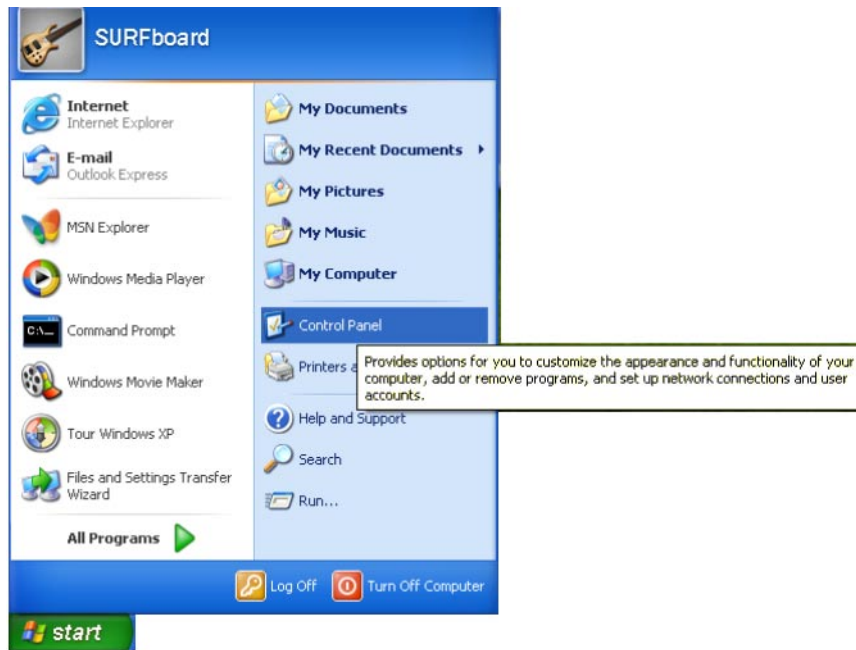 SURFboard
Internet
Internet Explorer
E-mail
Outlook Express
MSN Explorer
Windows Media Player
C:\_
Command Prompt
Windows Movie Maker
Tour Windows XP
Files and Settings Transfer
Wizard
All Programs
My Documents
My Recent Documents
My Pictures
My Music
My Computer
Control Panel
Printers a
Provides options for you to customize the appearance and functionality of your
computer, add or remove programs, and set up network connections and user
accounts.
Help and Support
Search
Run...
Log Off
Turn Off Computer
start